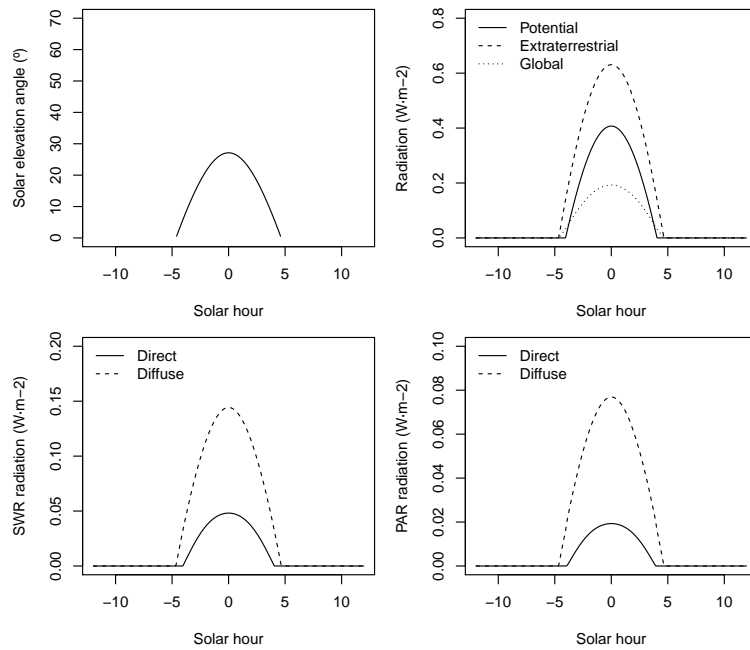 Solar elevation angle (º)
70
60
50
40
30
20
10
0
−10 −5 0 5 10
Solar hour
Radiation (W·m−2)
0.8
0.6
0.4
0.2
0.0
Potential
Extraterrestrial
Global
−10 −5 0 5 10
Solar hour
SWR radiation (W·m−2)
0.20
0.15
0.10
0.05
0.00
Direct
Diffuse
−10 −5 0 5 10
Solar hour
PAR radiation (W·m−2)
0.10
0.08
0.06
0.04
0.02
0.00
Direct
Diffuse
−10 −5 0 5 10
Solar hour